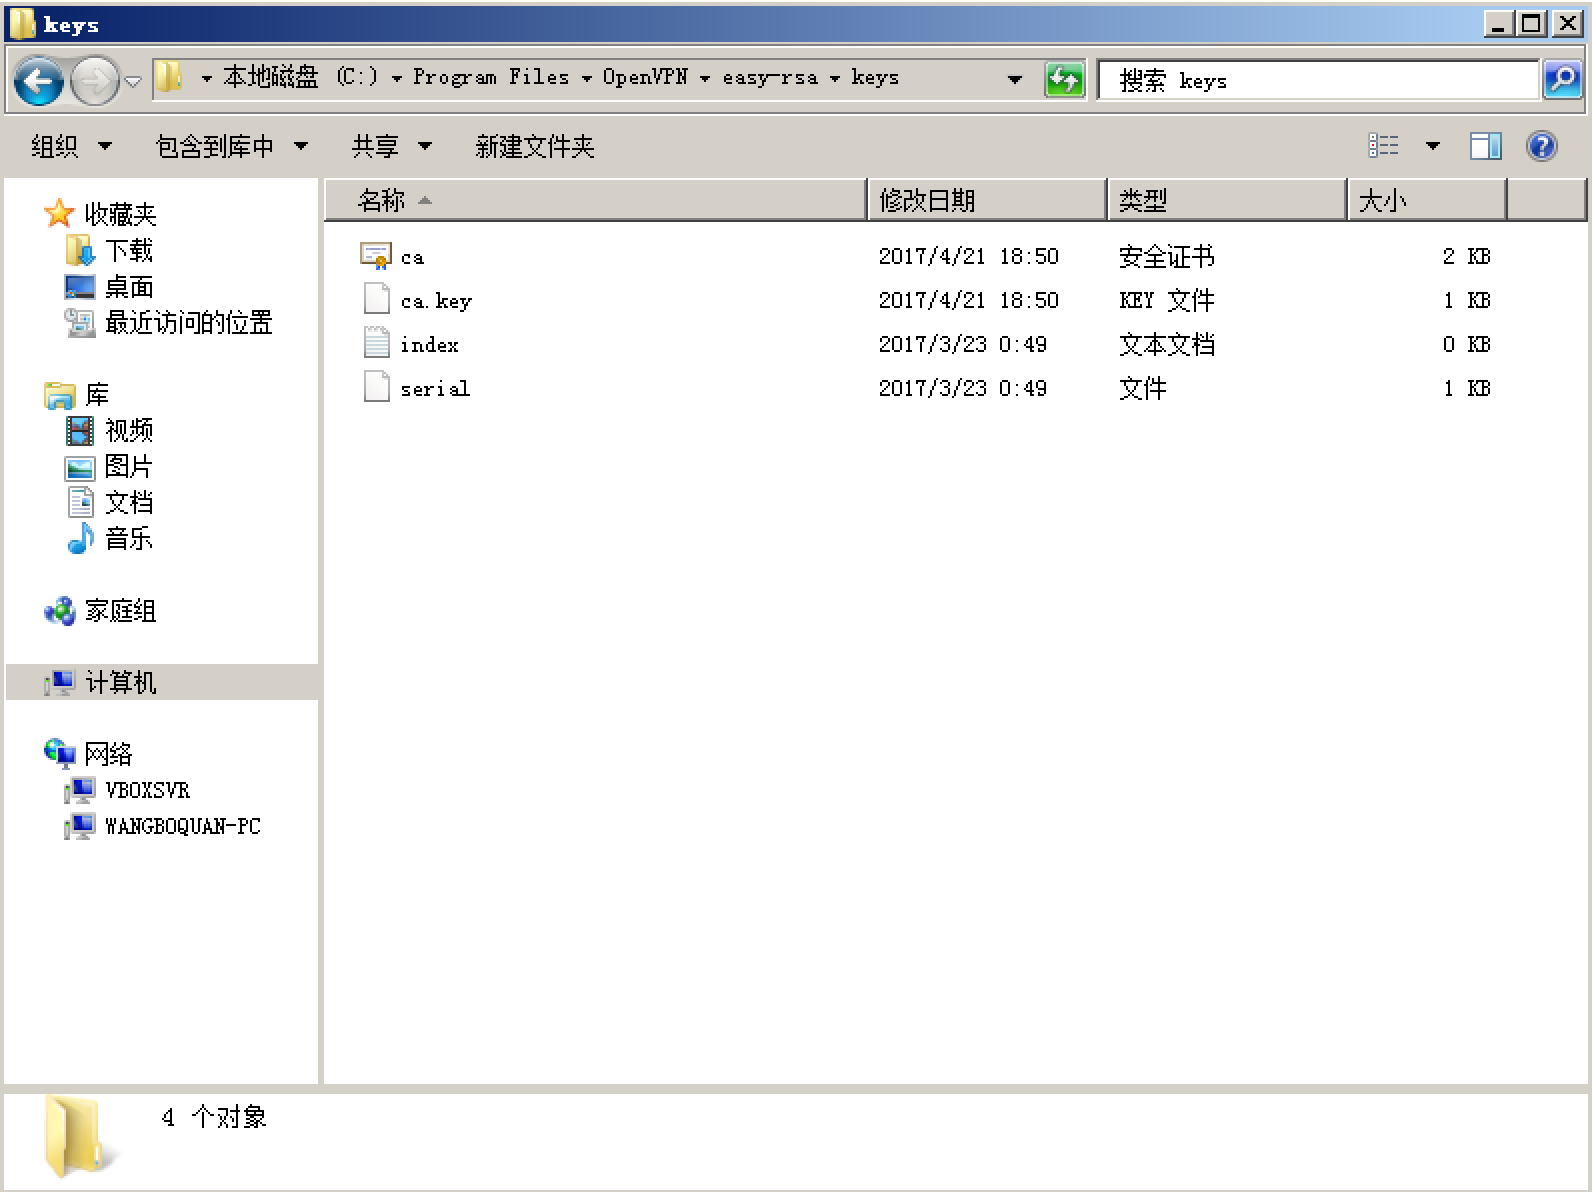 keys
本地磁盘 (C:) Program Files OpenVPN easy-rsa keys
搜索 keys
组织 包含到库中 共享 新建文件夹
收藏夹
下载
桌面
最近访问的位置
库
视频
图片
文档
音乐
家庭组
计算机
网络
VBOXSVR
WANGBOQUAN-PC
名称 修改日期 类型 大小
ca 2017/4/21 18:50 安全证书 2 KB
ca.key 2017/4/21 18:50 KEY 文件 1 KB
index 2017/3/23 0:49 文本文档 0 KB
serial 2017/3/23 0:49 文件 1 KB
4 个对象